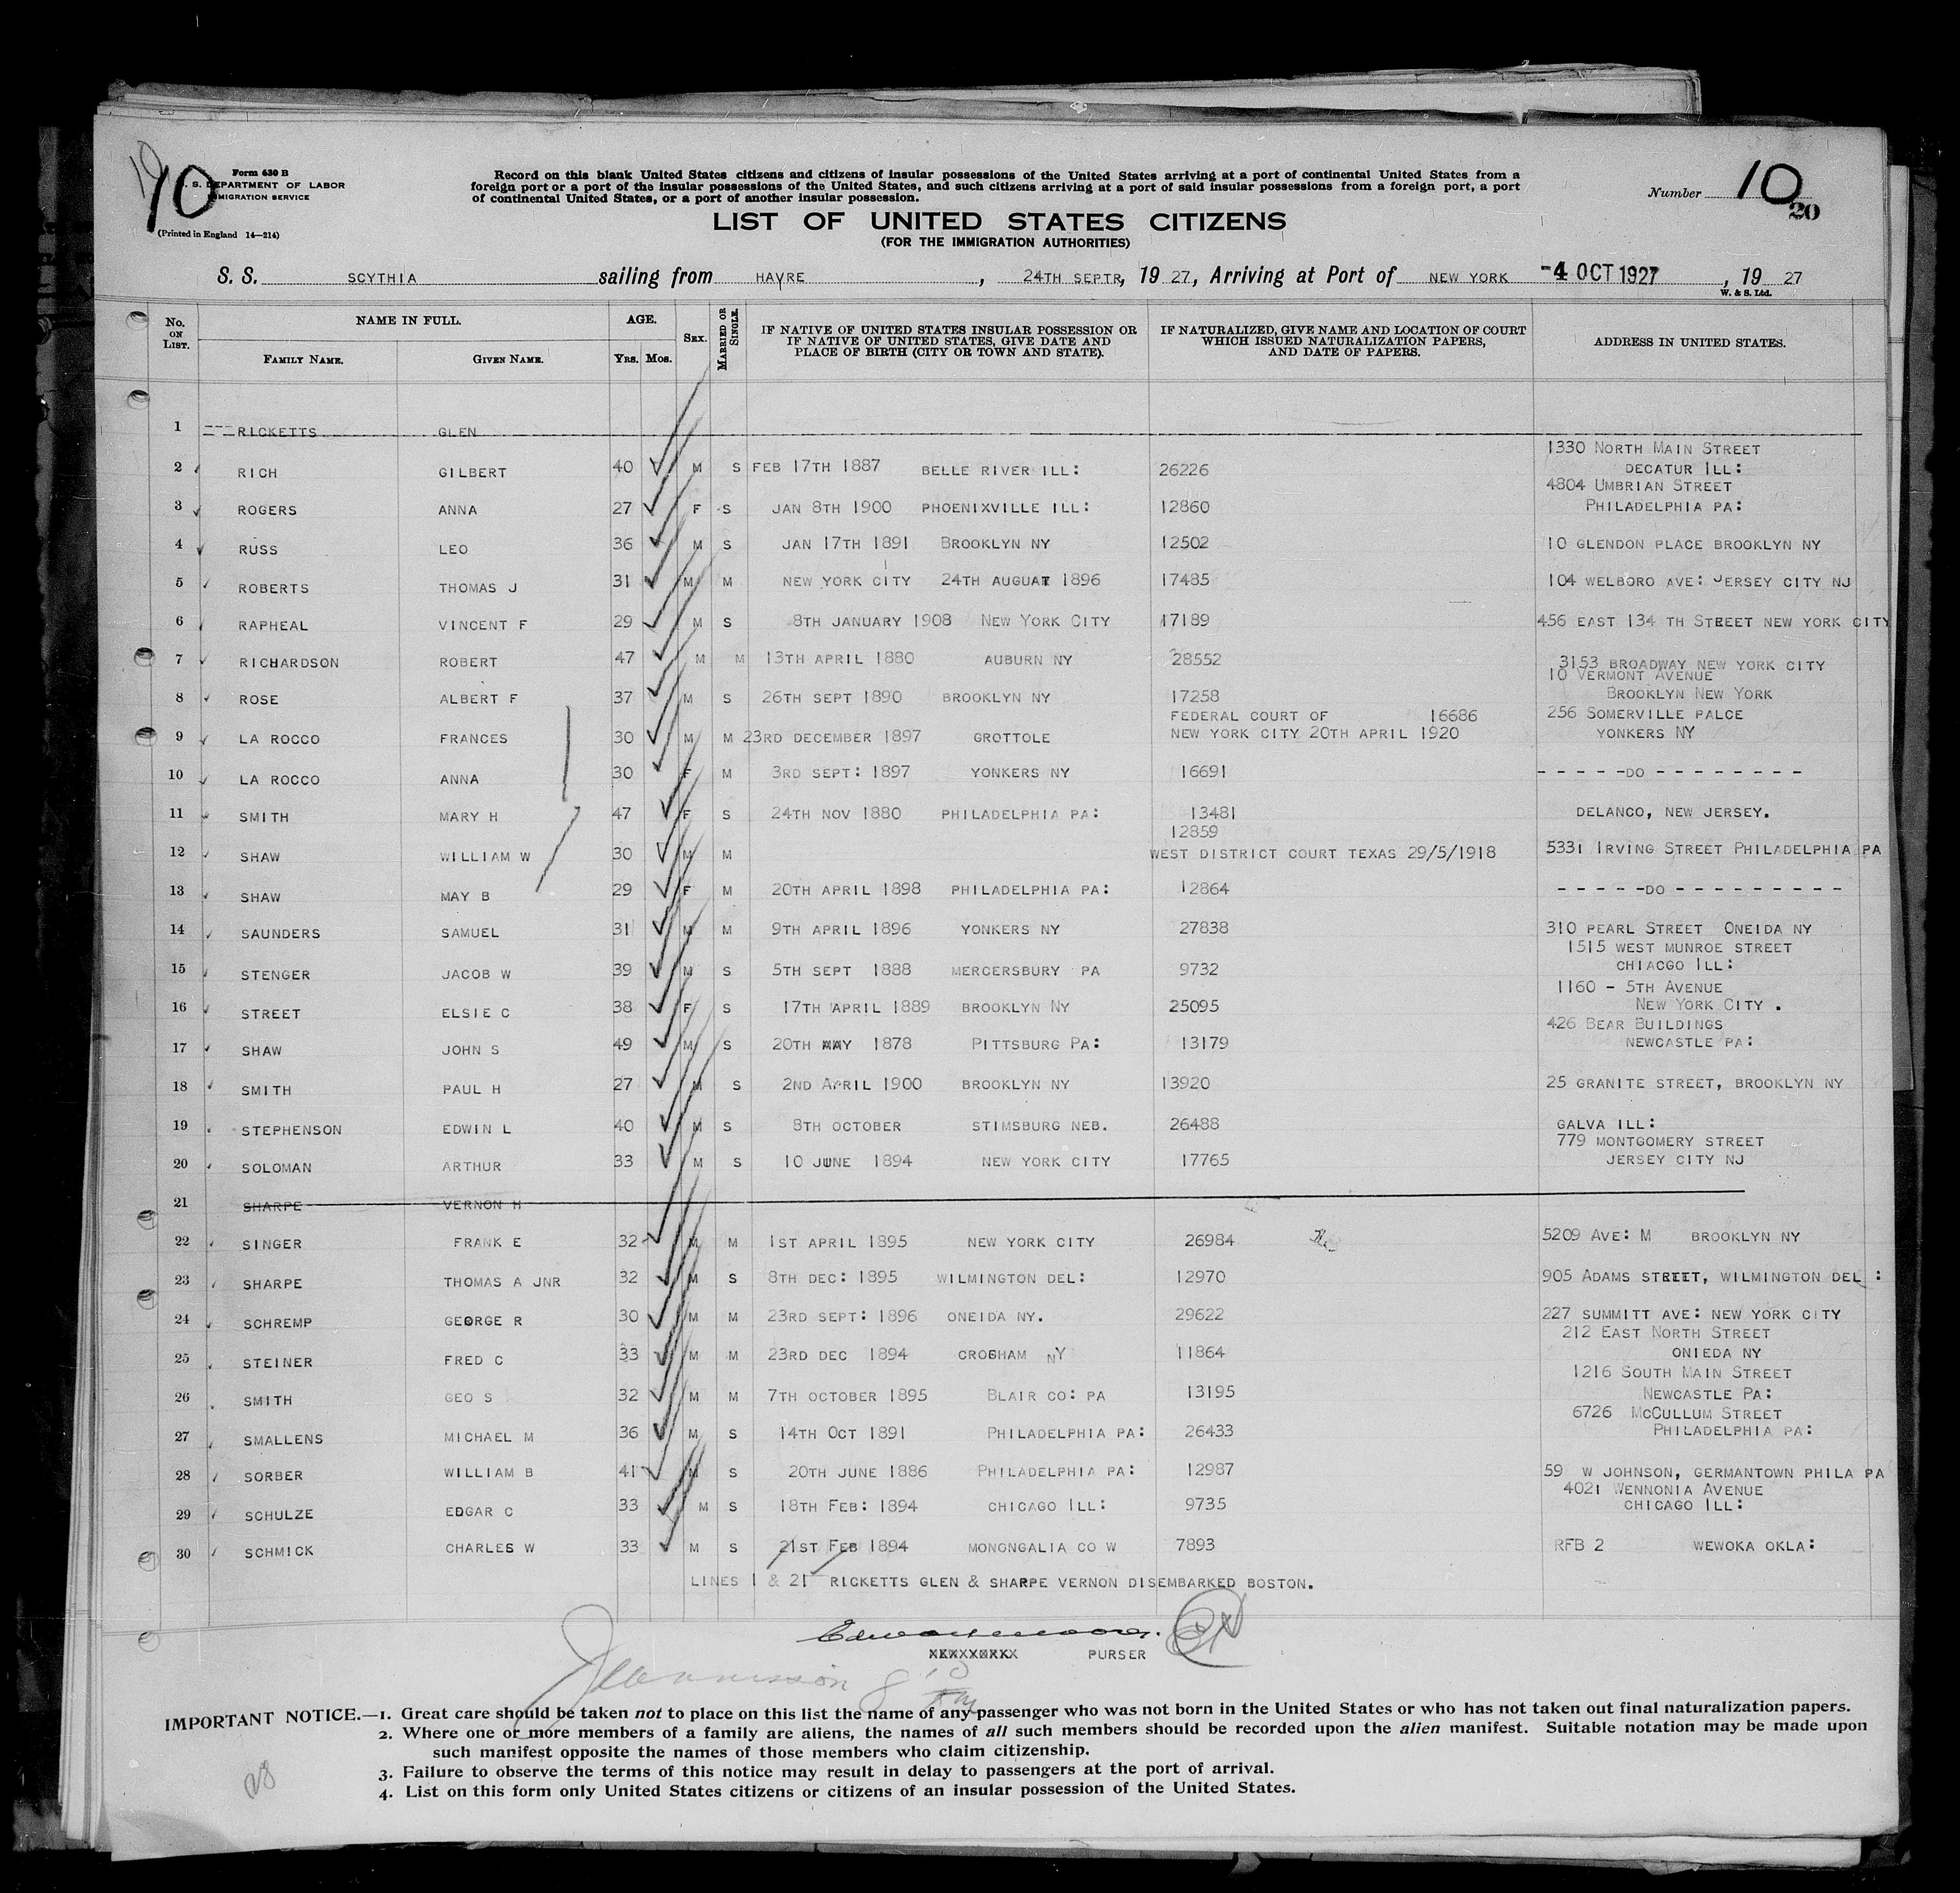 10
Form 630 B
S. DEPARTMENT OF LABOR
IMMIGRATION SERVICE
(Printed in England 14—214)
Record on this blank United States citizens and citizens of insular possessions of the United States arriving at a port of continental United States from a
foreign port or a port of the insular possessions of the United States, and such citizens arriving at a port of said insular possessions from a foreign port, a port
of continental United States, or a port of another insular possession.
Number 10
20
LIST OF UNITED STATES CITIZENS
(FOR THE IMMIGRATION AUTHORITIES)
S. S. SCYTHIA sailing from HAVRE , 24TH SEPTR, 19 27, Arriving at Port of NEW YORK -4 OCT 1927 , 19 27
W. & S. Ltd.
No. ON LIST. NAME IN FULL. FAMILY NAME. GIVEN NAME. AGE. YRS. MOS. SEX. MARRIED OR SINGLE. IF NATIVE OF UNITED STATES INSULAR POSSESSION OR IF NATIVE OF UNITED STATES, GIVE DATE AND PLACE OF BIRTH (CITY OR TOWN AND STATE). IF NATURALIZED, GIVE NAME AND LOCATION OF COURT WHICH ISSUED NATURALIZATION PAPERS, AND DATE OF PAPERS. ADDRESS IN UNITED STATES.
1 RICKETTS GLEN
2 RICH GILBERT 40 M S FEB 17TH 1887 BELLE RIVER ILL: 26226 1330 NORTH MAIN STREET
DECATUR ILL:
3 ROGERS ANNA 27 F S JAN 8TH 1900 PHOENIXVILLE ILL: 12860 4804 UMBRIAN STREET
PHILADELPHIA PA:
4 RUSS LEO 36 M S JAN 17TH 1891 BROOKLYN NY 12502 10 GLENDON PLACE BROOKLYN NY
5 ROBERTS THOMAS J 31 M M NEW YORK CITY 24TH AUGUAT 1896 17485 104 WELBORO AVE: JERSEY CITY NJ
6 RAPHEAL VINCENT F 29 M S 8TH JANUARY 1908 NEW YORK CITY 17189 456 EAST 134 TH STREET NEW YORK CITY
7 RICHARDSON ROBERT 47 M M 13TH APRIL 1880 AUBURN NY 28552 3153 BROADWAY NEW YORK CITY
8 ROSE ALBERT F 37 M S 26TH SEPT 1890 BROOKLYN NY 17258 10 VERMONT AVENUE
BROOKLYN NEW YORK
9 LA ROCCO FRANCES 30 M M 23RD DECEMBER 1897 GROTTOLE FEDERAL COURT OF 16686
NEW YORK CITY 20TH APRIL 1920 256 SOMERVILLE PALCE
YONKERS NY
10 LA ROCCO ANNA 30 F M 3RD SEPT: 1897 YONKERS NY 16691 - - - - -DO - - - - - - - -
11 SMITH MARY H 47 F S 24TH NOV 1880 PHILADELPHIA PA: 13481 DELANCO, NEW JERSEY.
12859
12 SHAW WILLIAM W 30 M M WEST DISTRICT COURT TEXAS 29/5/1918 5331 IRVING STREET PHILADELPHIA PA
13 SHAW MAY B 29 F M 20TH APRIL 1898 PHILADELPHIA PA: 12864 - - - - -DO - - - - - - - - -
14 SAUNDERS SAMUEL 31 M M 9TH APRIL 1896 YONKERS NY 27838 310 PEARL STREET ONEIDA NY
15 STENGER JACOB W 39 M S 5TH SEPT 1888 MERCERSBURY PA 9732 1515 WEST MUNROE STREET
CHIACGO ILL:
16 STREET ELSIE C 38 F S 17TH APRIL 1889 BROOKLYN NY 25095 1160 - 5TH AVENUE
NEW YORK CITY .
17 SHAW JOHN S 49 M S 20TH MAY 1878 PITTSBURG PA: 13179 426 BEAR BUILDINGS
NEWCASTLE PA:
18 SMITH PAUL H 27 M S 2ND APRIL 1900 BROOKLYN NY 13920 25 GRANITE STREET, BROOKLYN NY
19 STEPHENSON EDWIN L 40 M S 8TH OCTOBER STIMSBURG NEB. 26488 GALVA ILL:
20 SOLOMAN ARTHUR 33 M S 10 JUNE 1894 NEW YORK CITY 17765 779 MONTGOMERY STREET
JERSEY CITY NJ
21 SHARPE VERNON H
22 SINGER FRANK E 32 M M 1ST APRIL 1895 NEW YORK CITY 26984 5209 AVE: M BROOKLYN NY
23 SHARPE THOMAS A JNR 32 M S 8TH DEC: 1895 WILMINGTON DEL: 12970 905 ADAMS STREET, WILMINGTON DEL :
24 SCHREMP GEORGE R 30 M M 23RD SEPT: 1896 ONEIDA NY. 29622 227 SUMMITT AVE: NEW YORK CITY
25 STEINER FRED C 33 M M 23RD DEC 1894 CROGHAM NY 11864 212 EAST NORTH STREET
ONIEDA NY
26 SMITH GEO S 32 M M 7TH OCTOBER 1895 BLAIR CO: PA 13195 1216 SOUTH MAIN STREET
NEWCASTLE PA:
27 SMALLENS MICHAEL M 36 M S 14TH OCT 1891 PHILADELPHIA PA: 26433 6726 MCCULLUM STREET
PHILADELPHIA PA:
28 SORBER WILLIAM B 41 M S 20TH JUNE 1886 PHILADELPHIA PA: 12987 59 W JOHNSON, GERMANTOWN PHILA PA
29 SCHULZE EDGAR C 33 M S 18TH FEB: 1894 CHICAGO ILL: 9735 4021 WENNONIA AVENUE
CHICAGO ILL:
30 SCHMICK CHARLES W 33 M S 21ST FEB 1894 MONONGALIA CO W 7893 RFB 2 WEWOKA OKLA:
LINES 1 & 21 RICKETTS GLEN & SHARPE VERNON DISEMBARKED BOSTON.
PURSER
IMPORTANT NOTICE.—1. Great care should be taken not to place on this list the name of any passenger who was not born in the United States or who has not taken out final naturalization papers.
2. Where one or more members of a family are aliens, the names of all such members should be recorded upon the alien manifest. Suitable notation may be made upon
such manifest opposite the names of those members who claim citizenship.
3. Failure to observe the terms of this notice may result in delay to passengers at the port of arrival.
4. List on this form only United States citizens or citizens of an insular possession of the United States.